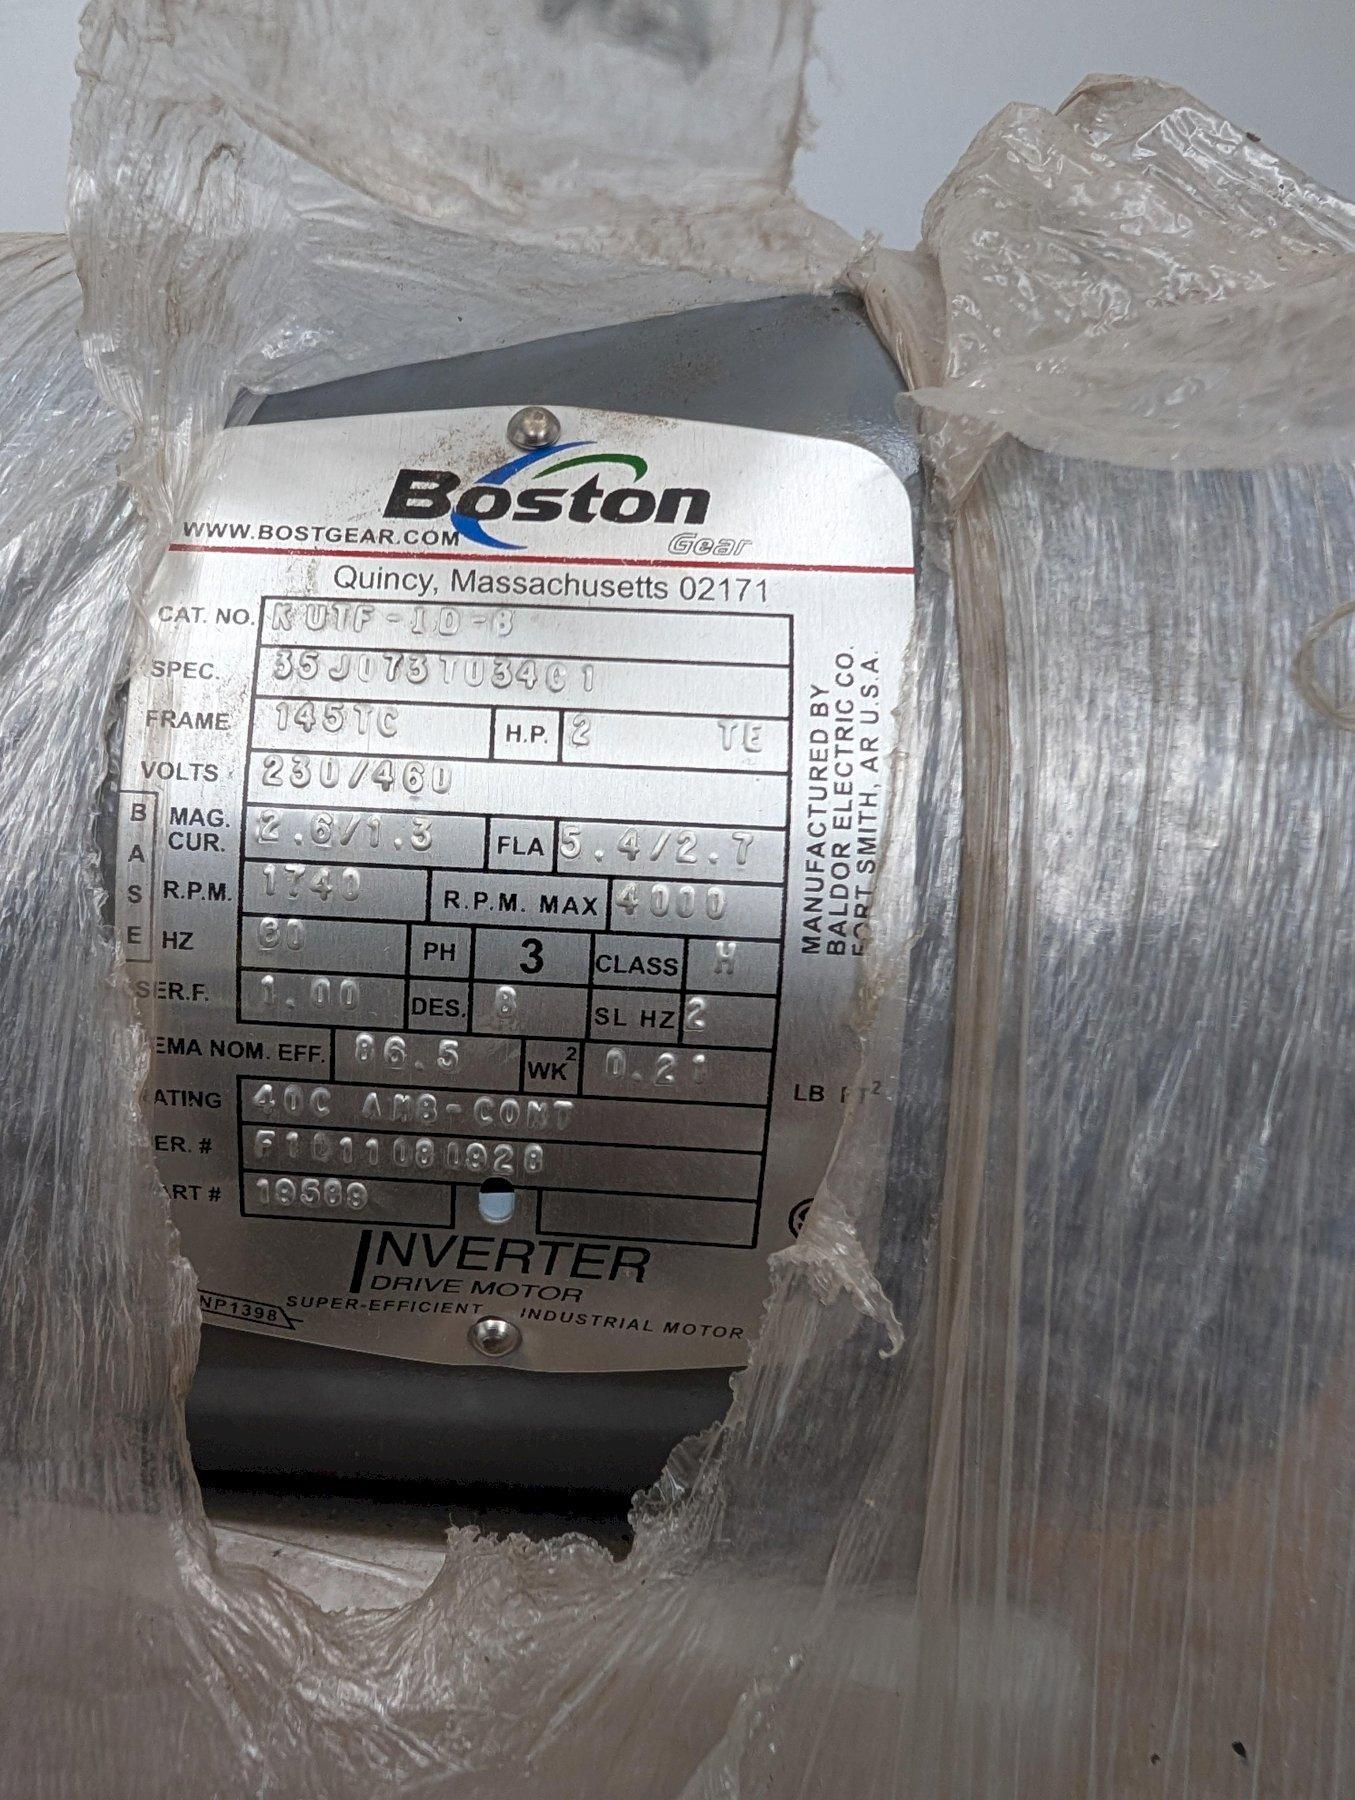 Boston
Gear
WWW.BOSTGEAR.COM
Quincy, Massachusetts 02171
CAT. NO. KUTF-ID-B
SPEC. 35J073T034G1
FRAME 145TC H.P. 2 TE
VOLTS 230/460
BASE
MAG. CUR. 2.6/1.3 FLA 5.4/2.7
R.P.M. 1740 R.P.M. MAX 4000
HZ 60 PH 3 CLASS H
SER.F. 1.00 DES. B SL HZ 2
EMA NOM. EFF. 86.5 WK2 0.21 LB FT2
ATING 40C AMB-CONT
ER. # F1011080928
ART # 19589
INVERTER
DRIVE MOTOR
NP1398 SUPER-EFFICIENT INDUSTRIAL MOTOR
MANUFACTURED BY
BALDOR ELECTRIC CO.
FORT SMITH, AR U.S.A.